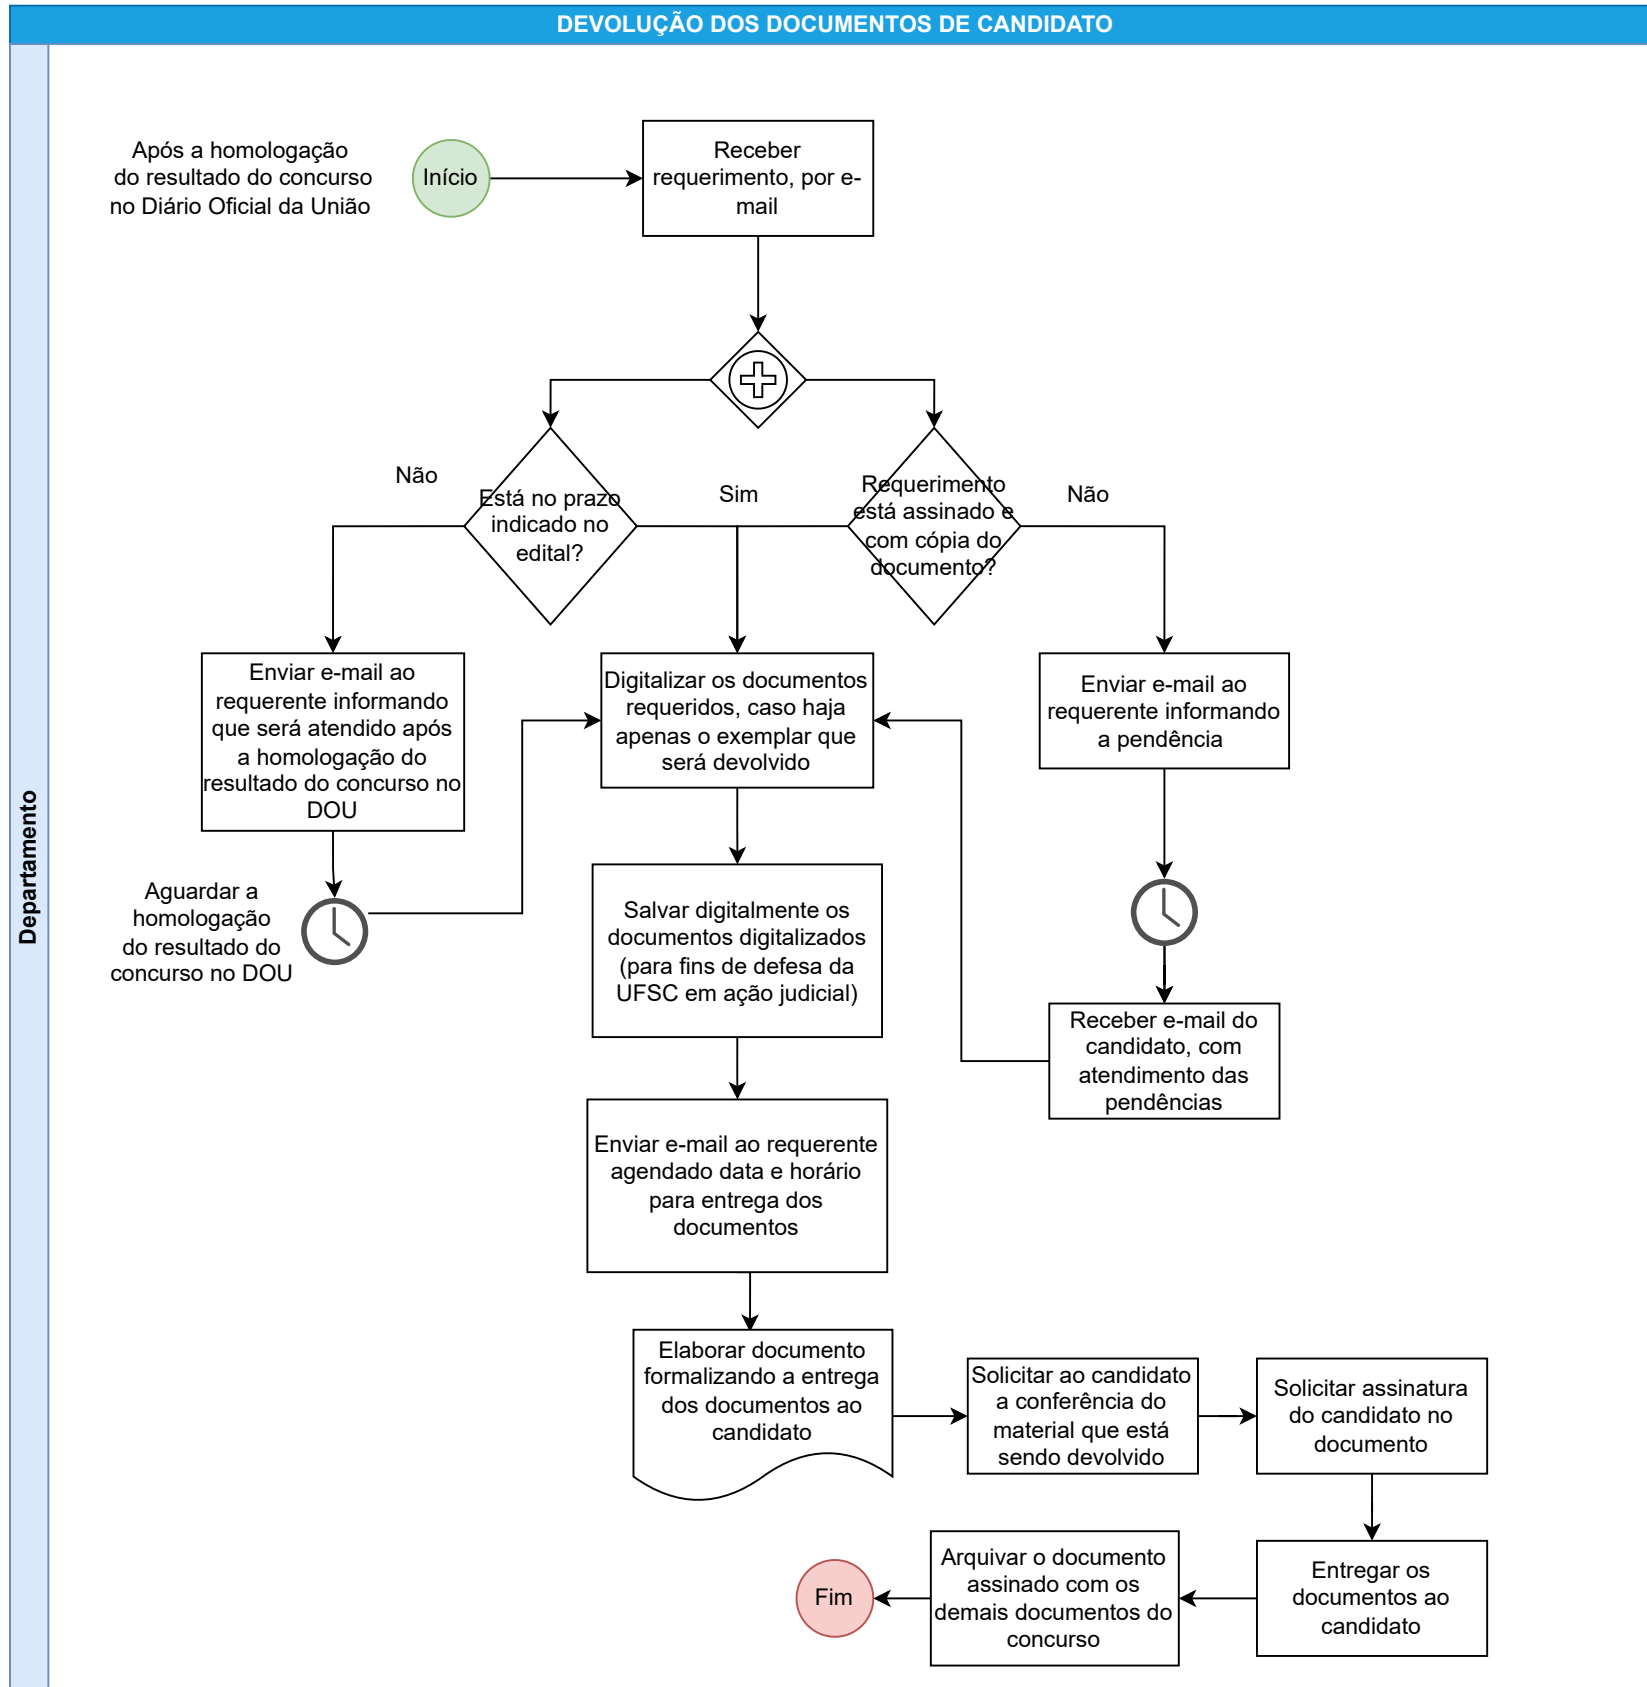 DEVOLUÇÃO DOS DOCUMENTOS DE CANDIDATO
Departamento
Após a homologação
do resultado do concurso
no Diário Oficial da União
Início
Receber
requerimento, por e-
mail
Não
Está no prazo
indicado no
edital?
Sim
Requerimento
está assinado e
com cópia do
documento?
Não
Enviar e-mail ao
requerente informando
que será atendido após
a homologação do
resultado do concurso no
DOU
Digitalizar os documentos
requeridos, caso haja
apenas o exemplar que
será devolvido
Enviar e-mail ao
requerente informando
a pendência
Aguardar a
homologação
do resultado do
concurso no DOU
Salvar digitalmente os
documentos digitalizados
(para fins de defesa da
UFSC em ação judicial)
Receber e-mail do
candidato, com
atendimento das
pendências
Enviar e-mail ao requerente
agendado data e horário
para entrega dos
documentos
Elaborar documento
formalizando a entrega
dos documentos ao
candidato
Solicitar ao candidato
a conferência do
material que está
sendo devolvido
Solicitar assinatura
do candidato no
documento
Entregar os
documentos ao
candidato
Arquivar o documento
assinado com os
demais documentos do
concurso
Fim